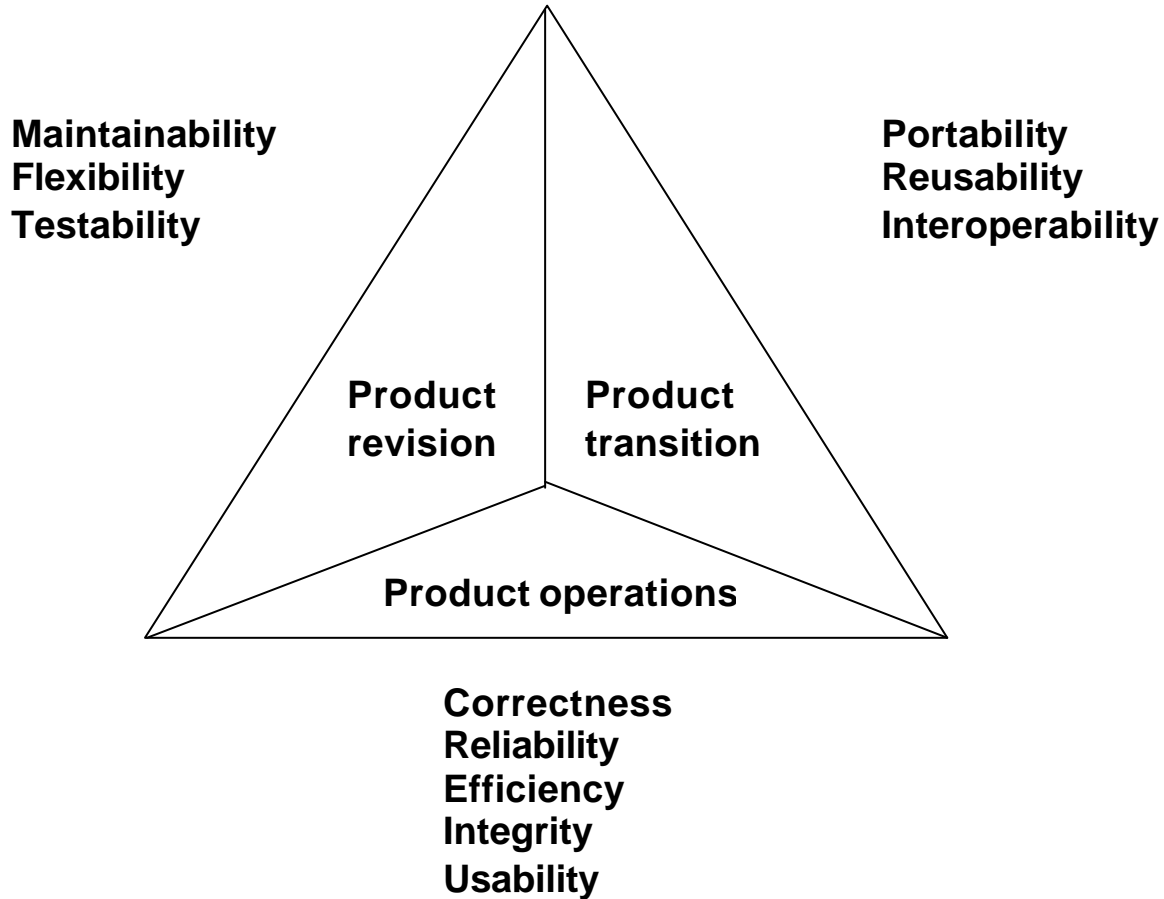 Maintainability
Flexibility
Testability
Portability
Reusability
Interoperability
Product
revision
Product
transition
Product operations
Correctness
Reliability
Efficiency
Integrity
Usability